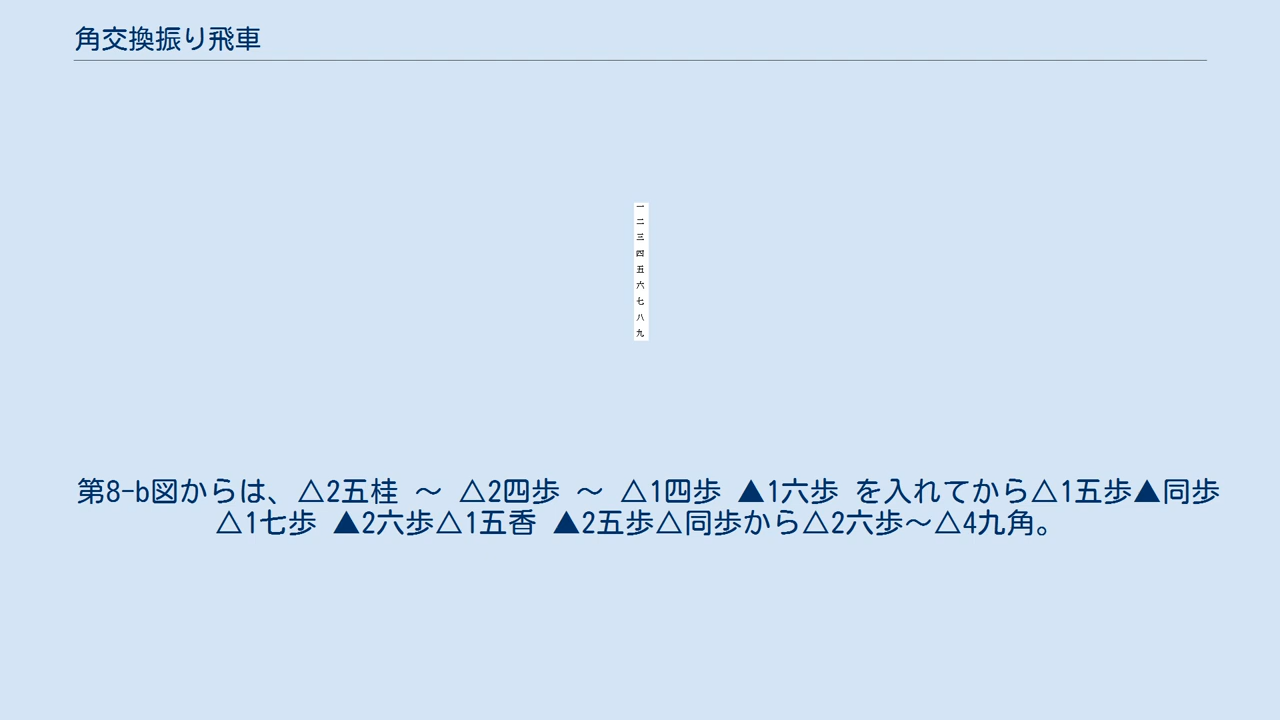 角交換振り飛車
一
二
三
四
五
六
七
八
九
第8-b図からは、△2五桂 ～ △2四歩 ～ △1四歩 ▲1六歩 を入れてから△1五歩▲同歩
△1七歩 ▲2六歩△1五香 ▲2五歩△同歩から△2六歩～△4九角。